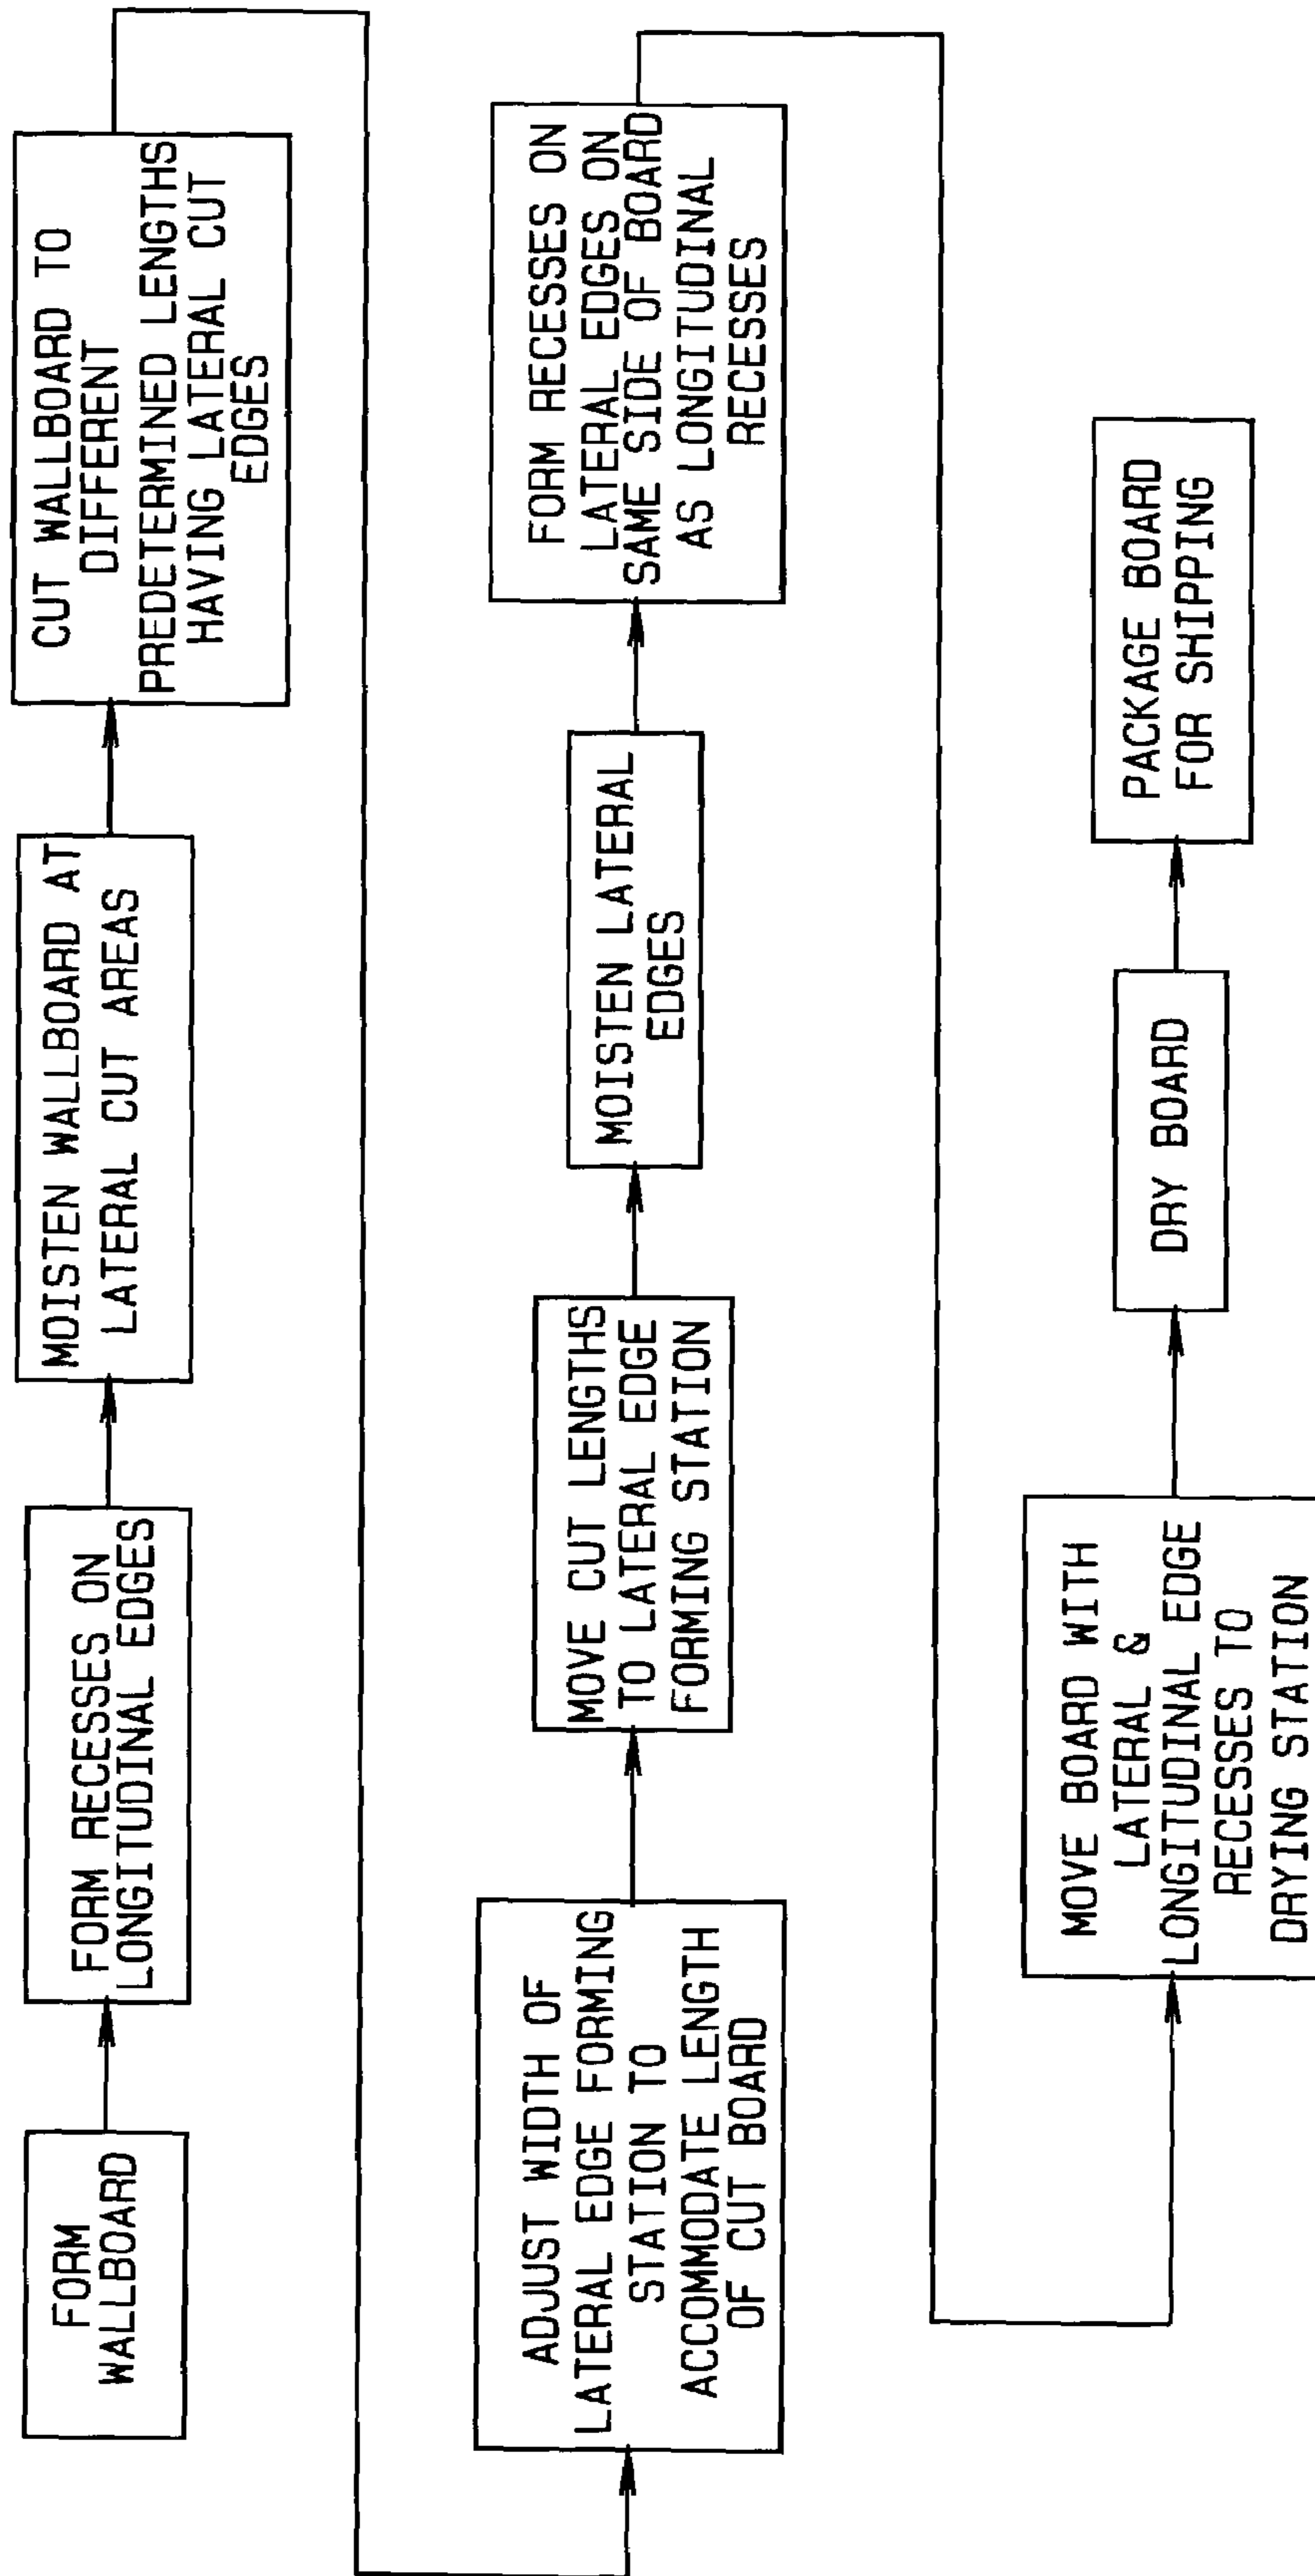 FORM
WALLBOARD
FORM RECESSES ON
LONGITUDINAL EDGES
MOISTEN WALLBOARD AT
LATERAL CUT AREAS
CUT WALLBOARD TO
DIFFERENT
PREDETERMINED LENGTHS
HAVING LATERAL CUT
EDGES
ADJUST WIDTH OF
LATERAL EDGE FORMING
STATION TO
ACCOMMODATE LENGTH
OF CUT BOARD
MOVE CUT LENGTHS
TO LATERAL EDGE
FORMING STATION
MOISTEN LATERAL
EDGES
FORM RECESSES ON
LATERAL EDGES ON
SAME SIDE OF BOARD
AS LONGITUDINAL
RECESSES
MOVE BOARD WITH
LATERAL &
LONGITUDINAL EDGE
RECESSES TO
DRYING STATION
DRY BOARD
PACKAGE BOARD
FOR SHIPPING